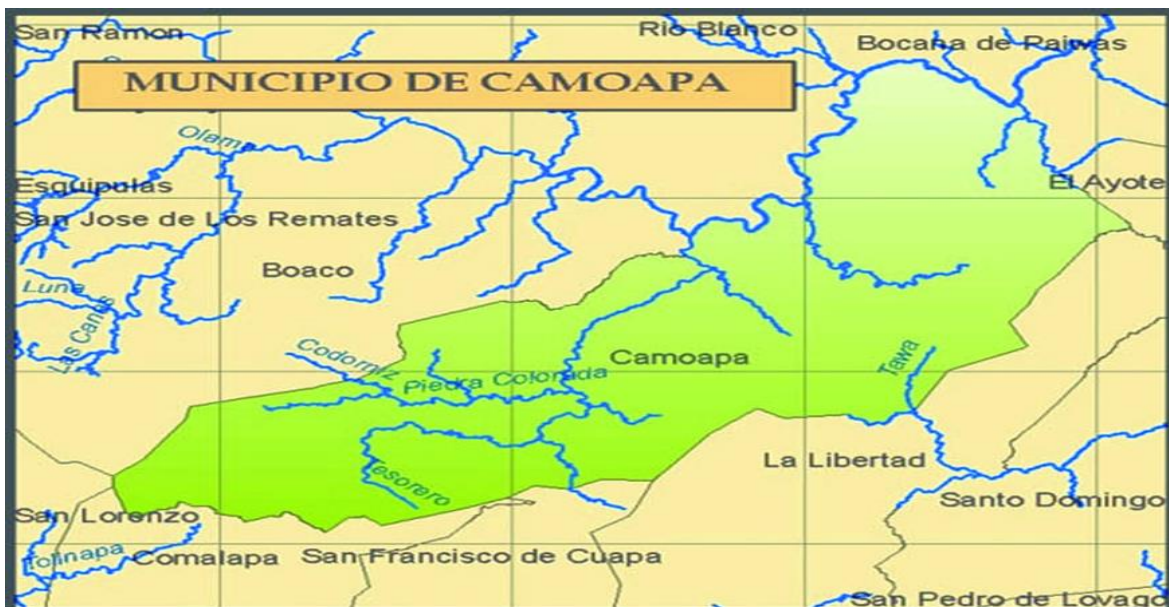 San Ramon
Rio Blanco
Bocana de Paiwas
MUNICIPIO DE CAMOAPA
Olama
Esquipulas
El Ayote
San Jose de Los Remates
Boaco
Luna
Las Canas
Codorniz
Piedra Colorada
Camoapa
Tawa
Tesorero
La Libertad
Santo Domingo
San Lorenzo
Tolinapa
Comalapa
San Francisco de Cuapa
San Pedro de Lovago